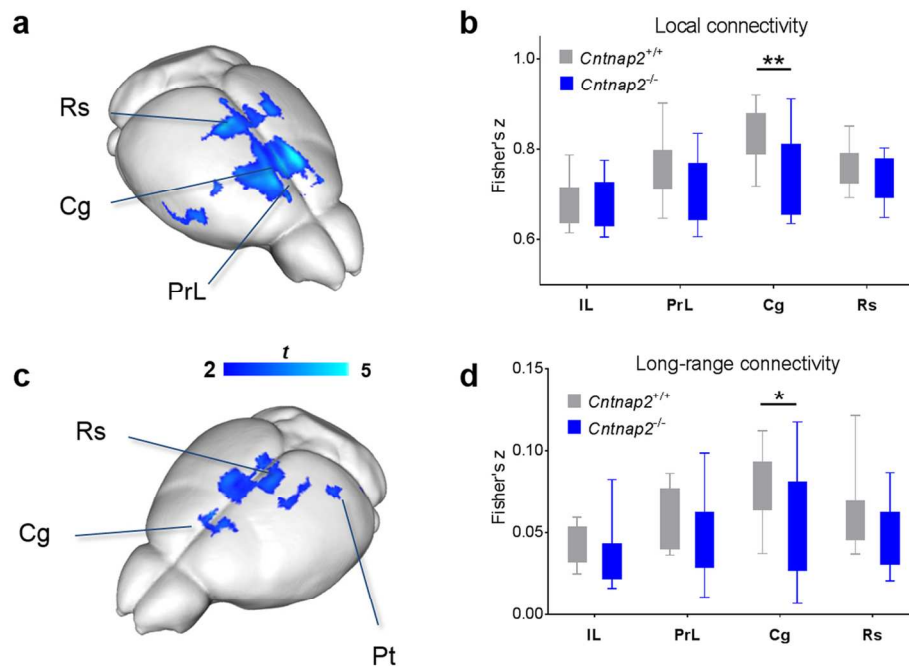 a
Rs
Cg
PrL
b
Local connectivity
Cntnap2+/+
Cntnap2-/-
**
Fisher's z
1.0
0.8
0.6
IL PrL Cg Rs
c
t
2 5
Rs
Cg
Pt
d
Long-range connectivity
Cntnap2+/+
Cntnap2-/-
*
Fisher's z
0.15
0.10
0.05
0.00
IL PrL Cg Rs